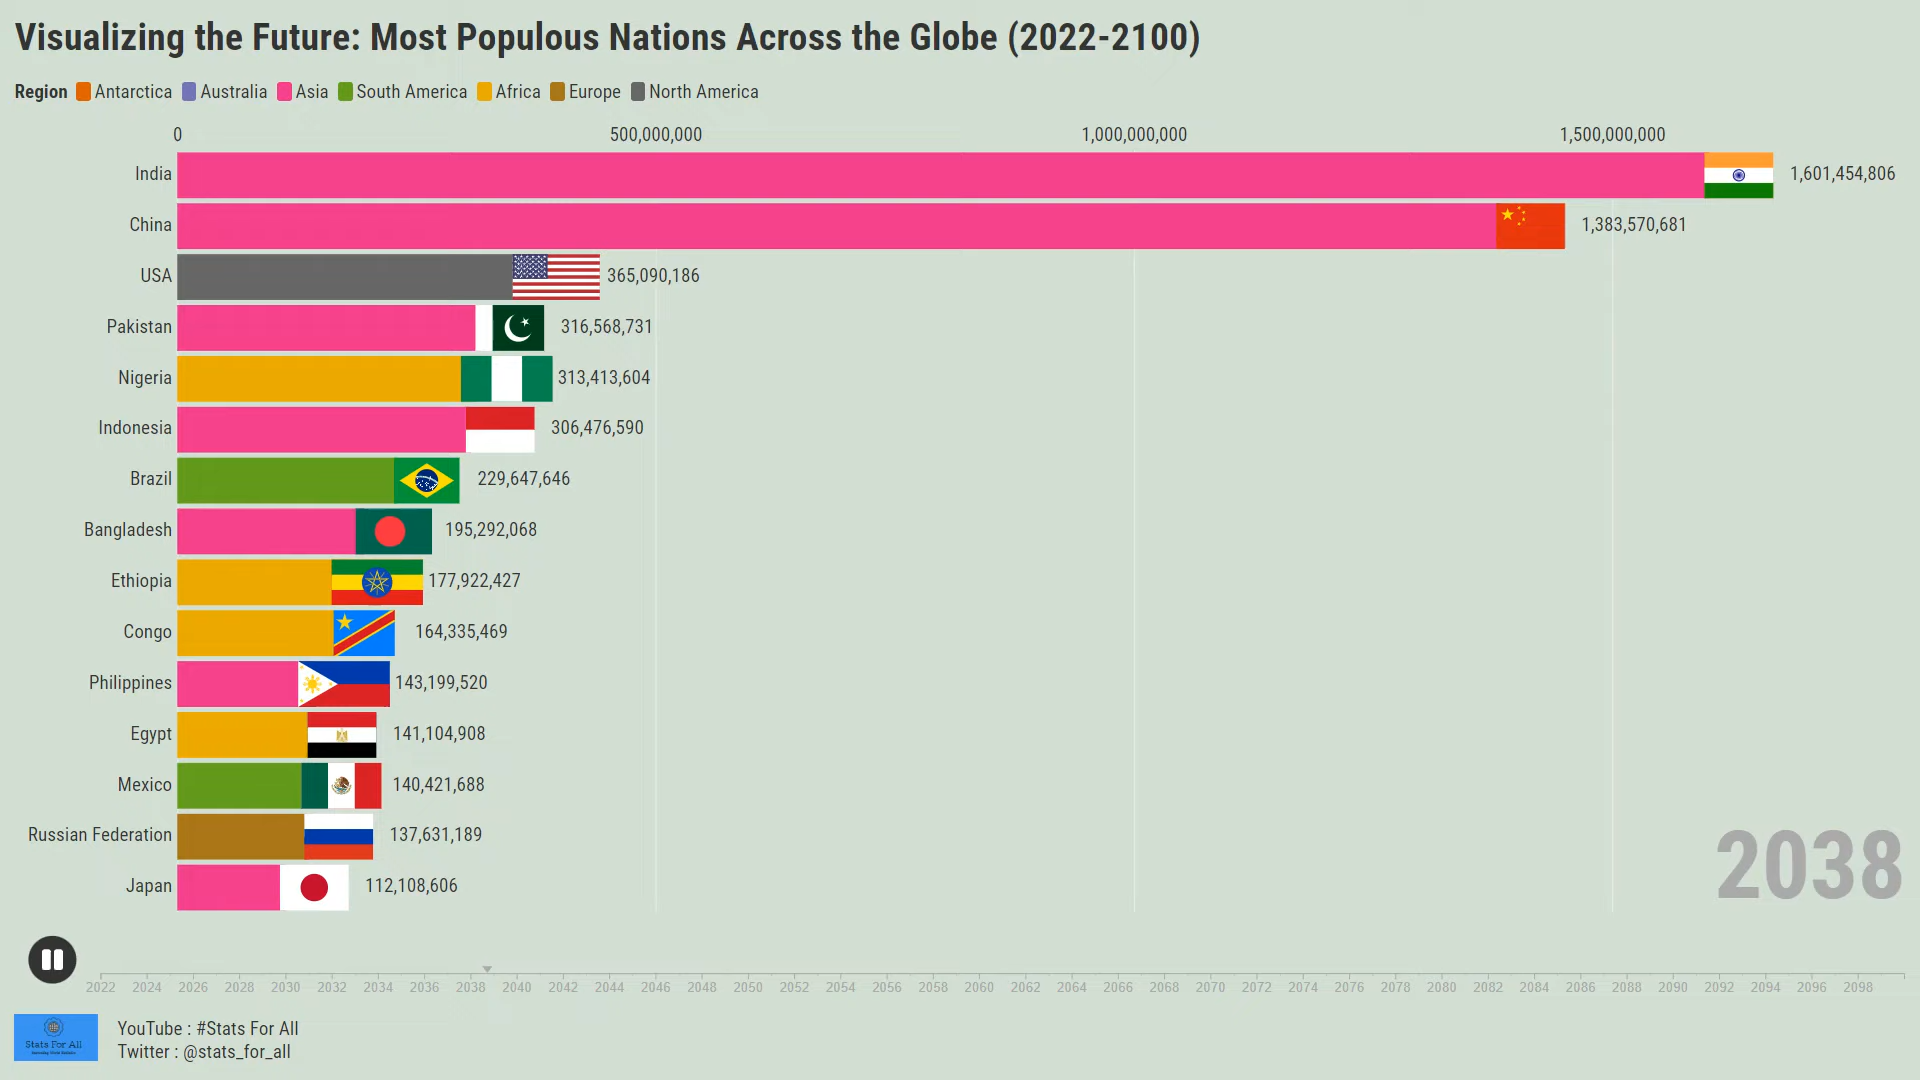 Visualizing the Future: Most Populous Nations Across the Globe (2022-2100)
Region Antarctica Australia Asia South America Africa Europe North America
0 500,000,000 1,000,000,000 1,500,000,000
India 1,601,454,806
China 1,383,570,681
USA 365,090,186
Pakistan 316,568,731
Nigeria 313,413,604
Indonesia 306,476,590
Brazil 229,647,646
Bangladesh 195,292,068
Ethiopia 177,922,427
Congo 164,335,469
Philippines 143,199,520
Egypt 141,104,908
Mexico 140,421,688
Russian Federation 137,631,189
Japan 112,108,606
2038
2022 2024 2026 2028 2030 2032 2034 2036 2038 2040 2042 2044 2046 2048 2050 2052 2054 2056 2058 2060 2062 2064 2066 2068 2070 2072 2074 2076 2078 2080 2082 2084 2086 2088 2090 2092 2094 2096 2098
Stats For All
YouTube : #Stats For All
Twitter : @stats_for_all